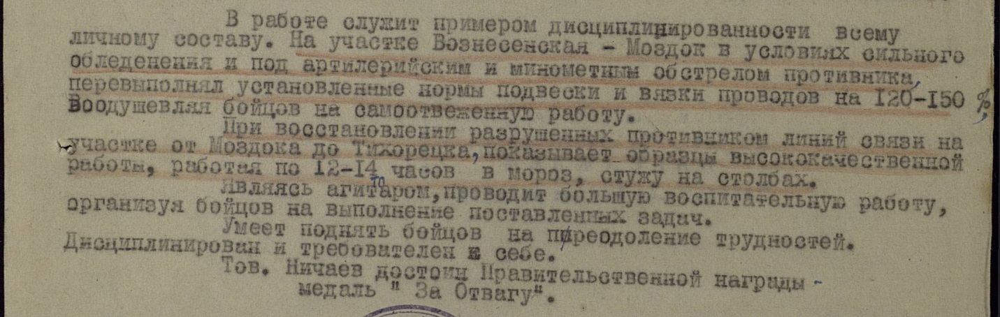 В работе служит примером дисциплинированности всему
личному составу. На участке Вознесенская - Моздок в условиях сильного
обледенения и под артилерийским и минометным обстрелом противника,
перевыполнял установленные нормы подвески и вязки проводов на 120-150 %,
Воодушевляя бойцов на самоотвеженную работу.
При восстановлении разрушенных противником линий связи на
участке от Моздока до Тихорецка, показывает образцы высококачественной
работы, работая по 12-14 часов в мороз, стужу на столбах.
Являясь агитатором, проводит большую воспитательную работу,
организуя бойцов на выполнение поставленных задач.
Умеет поднять бойцов на преодоление трудностей.
Дисциплинирован и требователен к себе.
Тов. Ничаев достоин Правительственной награды -
медаль " За Отвагу".